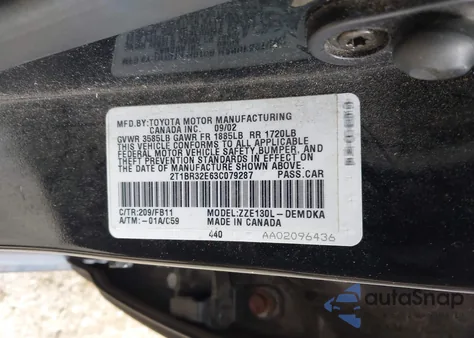 MFD.BY:TOYOTA MOTOR MANUFACTURING
CANADA INC. 09/02
GVWR 3585LB GAWR FR 1885LB RR 1720LB
THIS VEHICLE CONFORMS TO ALL APPLICABLE
FEDERAL MOTOR VEHICLE SAFETY, BUMPER, AND
THEFT PREVENTION STANDARDS IN EFFECT ON THE
DATE OF MANUFACTURE SHOWN ABOVE.
2T1BR32E63C079287 PASS.CAR
C/TR:209/FB11 MODEL:ZZE130L-DEMDKA
A/TM:-01A/C59 MADE IN CANADA
440 AA02096436
autoSnap